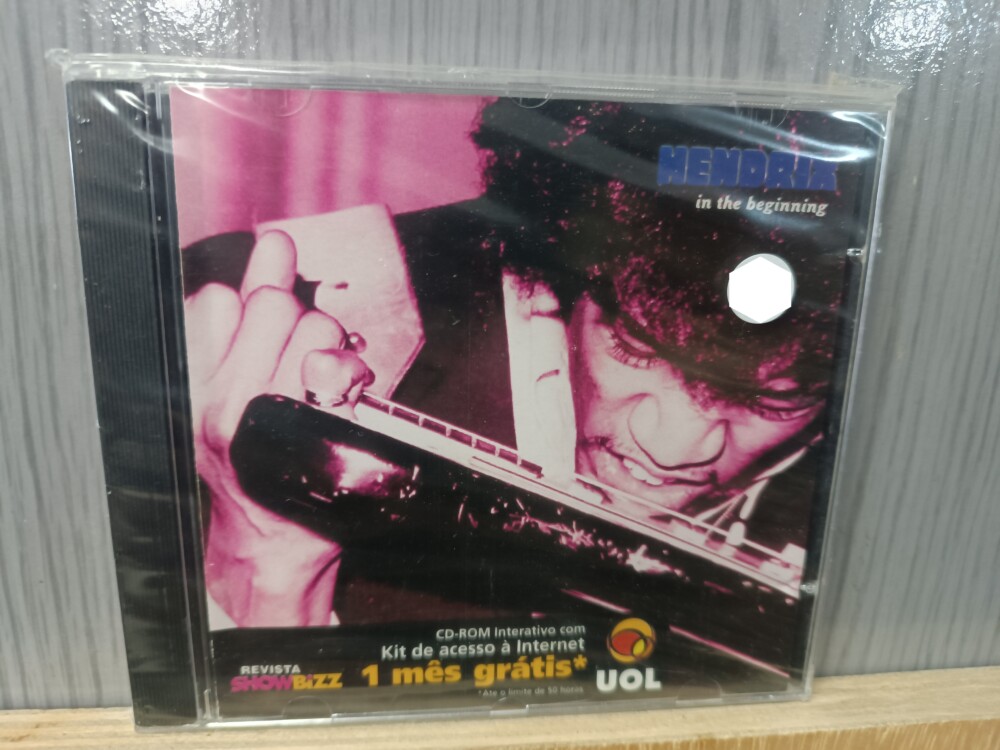 HENDRIX
in the beginning
CD-ROM Interativo com
Kit de acesso à Internet
1 mês grátis*
*Até o limite de 50 horas
REVISTA
SHOWBIZZ
UOL